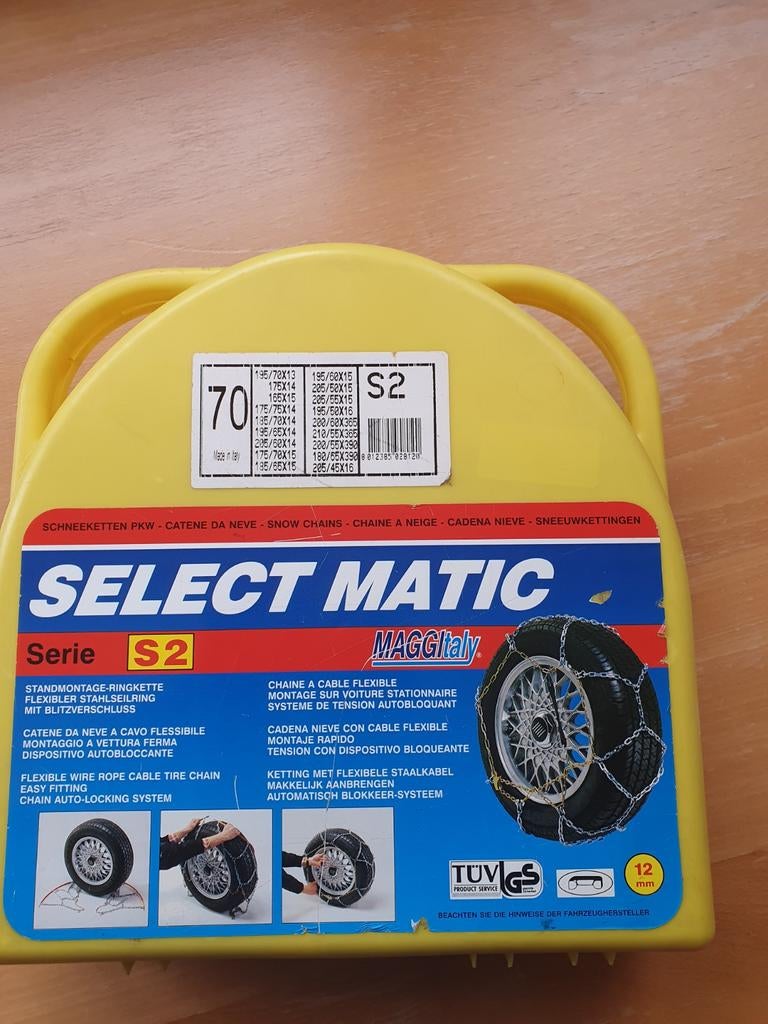 70
Made in Italy
195/70X13
175X14
165X15
175/75X14
185/70X14
195/65X14
205/60X14
175/70X15
185/65X15
195/60X15
205/50X15
205/55X15
195/50X16
200/60X365
210/55X365
200/55X390
180/65X390
205/45X16
S2
8 012385 028120
SCHNEEKETTEN PKW - CATENE DA NEVE - SNOW CHAINS - CHAINE A NEIGE - CADENA NIEVE - SNEEUWKETTINGEN
SELECT MATIC
Serie S2
MAGGItaly®
STANDMONTAGE-RINGKETTE
FLEXIBLER STAHLSEILRING
MIT BLITZVERSCHLUSS
CATENE DA NEVE A CAVO FLESSIBILE
MONTAGGIO A VETTURA FERMA
DISPOSITIVO AUTOBLOCCANTE
FLEXIBLE WIRE ROPE CABLE TIRE CHAIN
EASY FITTING
CHAIN AUTO-LOCKING SYSTEM
CHAINE A CABLE FLEXIBLE
MONTAGE SUR VOITURE STATIONNAIRE
SYSTEME DE TENSION AUTOBLOQUANT
CADENA NIEVE CON CABLE FLEXIBLE
MONTAJE RAPIDO
TENSION CON DISPOSITIVO BLOQUEANTE
KETTING MET FLEXIBELE STAALKABEL
MAKKELIJK AANBRENGEN
AUTOMATISCH BLOKKEER-SYSTEEM
TÜV
PRODUCT SERVICE
GS
12
mm
BEACHTEN SIE DIE HINWEISE DER FAHRZEUGHERSTELLER